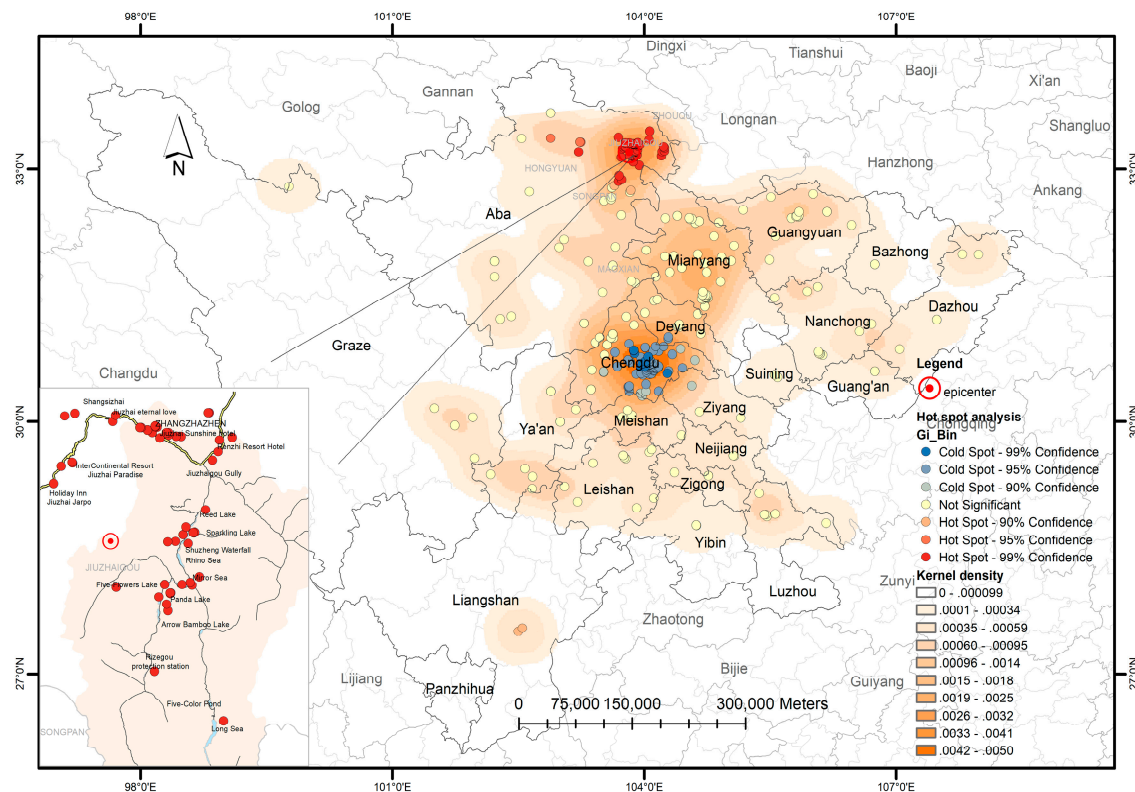 98°0'E 101°0'E 104°0'E 107°0'E
Dingxi
Tianshui
Baoji
Xi'an
Gannan
Golog
ZHOUQU
Longnan
Shangluo
33°0'N
HONGYUAN
Hanzhong
33°0'N
Ankang
SONGPAN
Aba
Guangyuan
Bazhong
Mianyang
MAOXIAN
Dazhou
Nanchong
Deyang
Graze
Chengdu
Changdu
Suining
Guang'an
Ziyang
Meishan
Ya'an
30°0'N
30°0'N
Chongqing
Neijiang
Zigong
Leishan
Yibin
Zunyi
Luzhou
Liangshan
Zhaotong
Bijie
Guiyang
27°0'N
27°0'N
Lijiang
Panzhihua
N
Shangsizhai
Jiuzhai eternal love
ZHANGZHAZHEN
Jiuzhai Sunshine hotel
Renzhi Resort Hotel
InterContinental Resort
Jiuzhai Paradise
Jiuzhaigou Gully
Holiday Inn
Jiuzhai Jarpo
Reed Lake
Sparkling Lake
Shuzheng Waterfall
Rhino Sea
JIUZHAIGOU
Mirror Sea
Five-Flowers Lake
Panda Lake
Arrow Bamboo Lake
Rizegou
protection station
Five-Color Pond
Long Sea
SONGPAN
0 75,000 150,000 300,000 Meters
Legend
epicenter
Hot spot analysis
Gi_Bin
Cold Spot - 99% Confidence
Cold Spot - 95% Confidence
Cold Spot - 90% Confidence
Not Significant
Hot Spot - 90% Confidence
Hot Spot - 95% Confidence
Hot Spot - 99% Confidence
Kernel density
0 - .000099
.0001 - .00034
.00035 - .00059
.00060 - .00095
.00096 - .0014
.0015 - .0018
.0019 - .0025
.0026 - .0032
.0033 - .0041
.0042 - .0050
98°0'E 101°0'E 104°0'E 107°0'E